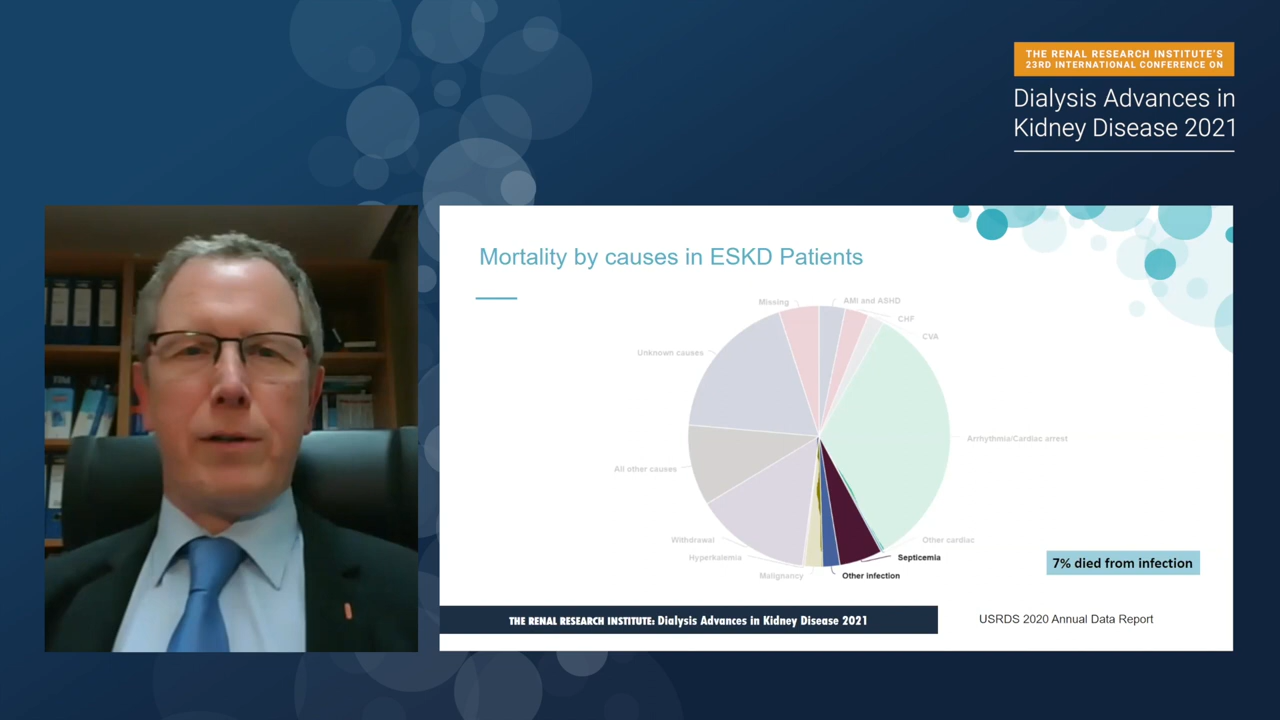 THE RENAL RESEARCH INSTITUTE'S
23RD INTERNATIONAL CONFERENCE ON
Dialysis Advances in
Kidney Disease 2021
Mortality by causes in ESKD Patients
Missing
AMI and ASHD
CHF
CVA
Unknown causes
Arrhythmia/Cardiac arrest
All other causes
Withdrawal
Other cardiac
Hyperkalemia
Septicemia
Malignancy
Other infection
7% died from infection
THE RENAL RESEARCH INSTITUTE: Dialysis Advances in Kidney Disease 2021
USRDS 2020 Annual Data Report